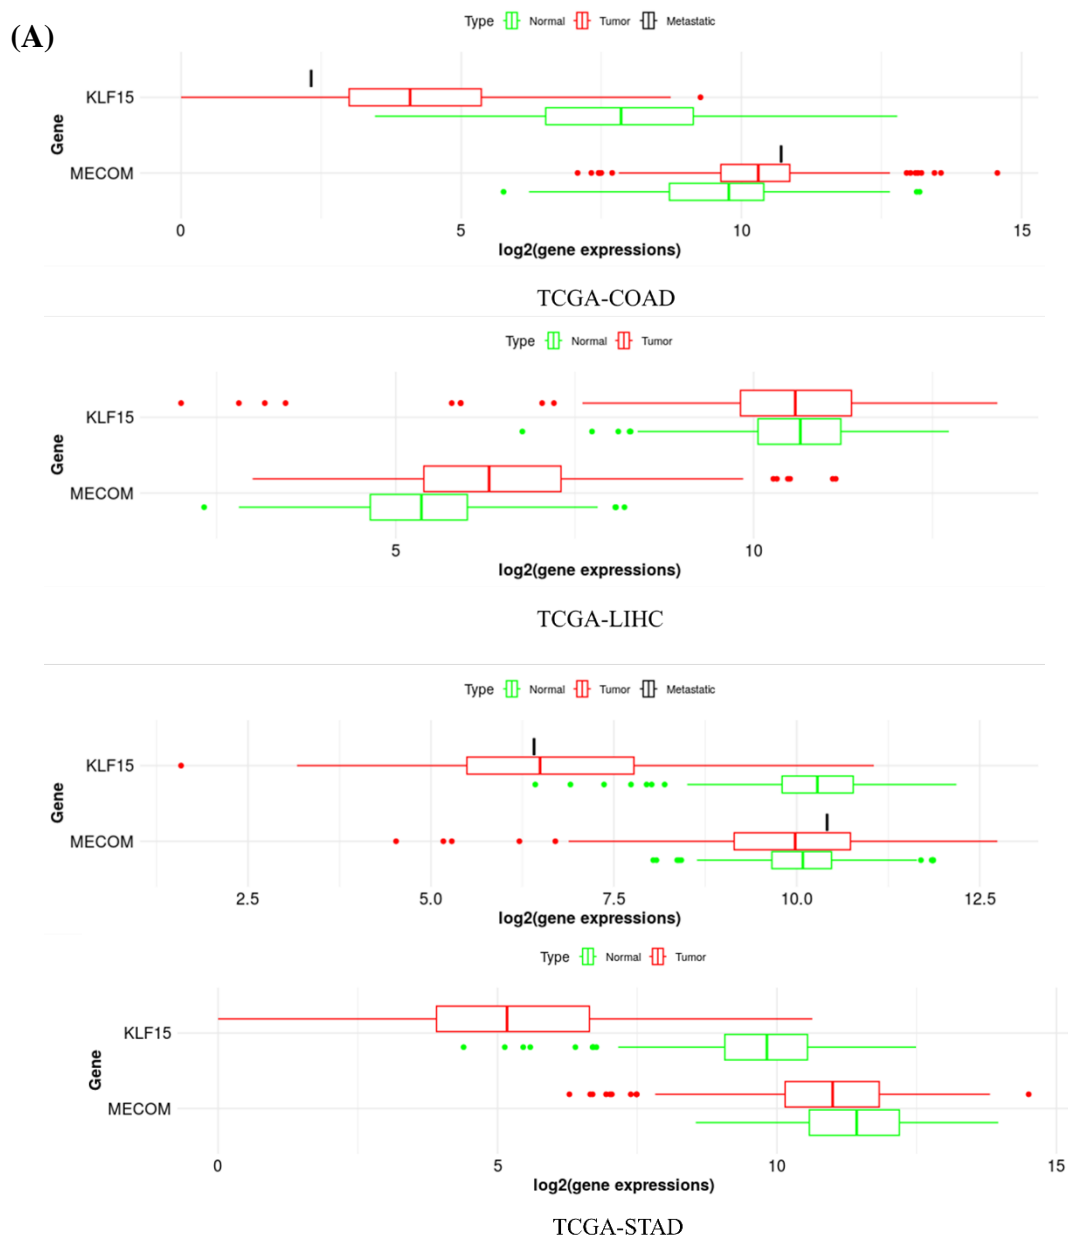 (A)
Type Normal Tumor Metastatic
Gene
KLF15
MECOM
0 5 10 15
log2(gene expressions)
TCGA-COAD
Type Normal Tumor
Gene
KLF15
MECOM
5 10
log2(gene expressions)
TCGA-LIHC
Type Normal Tumor Metastatic
Gene
KLF15
MECOM
2.5 5.0 7.5 10.0 12.5
log2(gene expressions)
Type Normal Tumor
Gene
KLF15
MECOM
0 5 10 15
log2(gene expressions)
TCGA-STAD